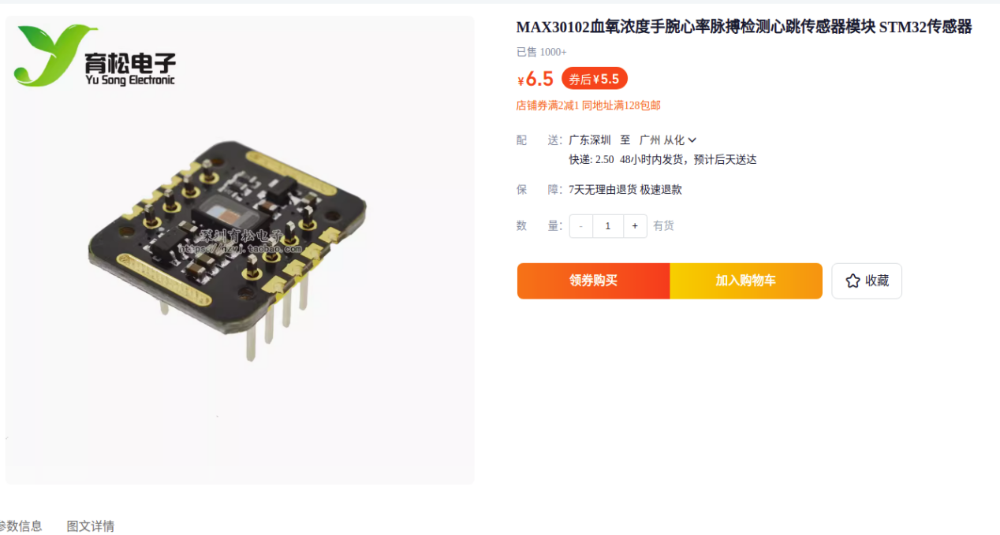 育松电子
Yu Song Electronic
深圳育松电子
MAX30102血氧浓度手腕心率脉搏检测心跳传感器模块 STM32传感器
已售 1000+
¥6.5 券后¥5.5
店铺券满2减1 同地址满128包邮
配 送： 广东深圳 至 广州 从化
快递: 2.50 48小时内发货，预计后天送达
保 障： 7天无理由退货 极速退款
数 量： - 1 + 有货
领券购买 加入购物车 收藏
参数信息 图文详情